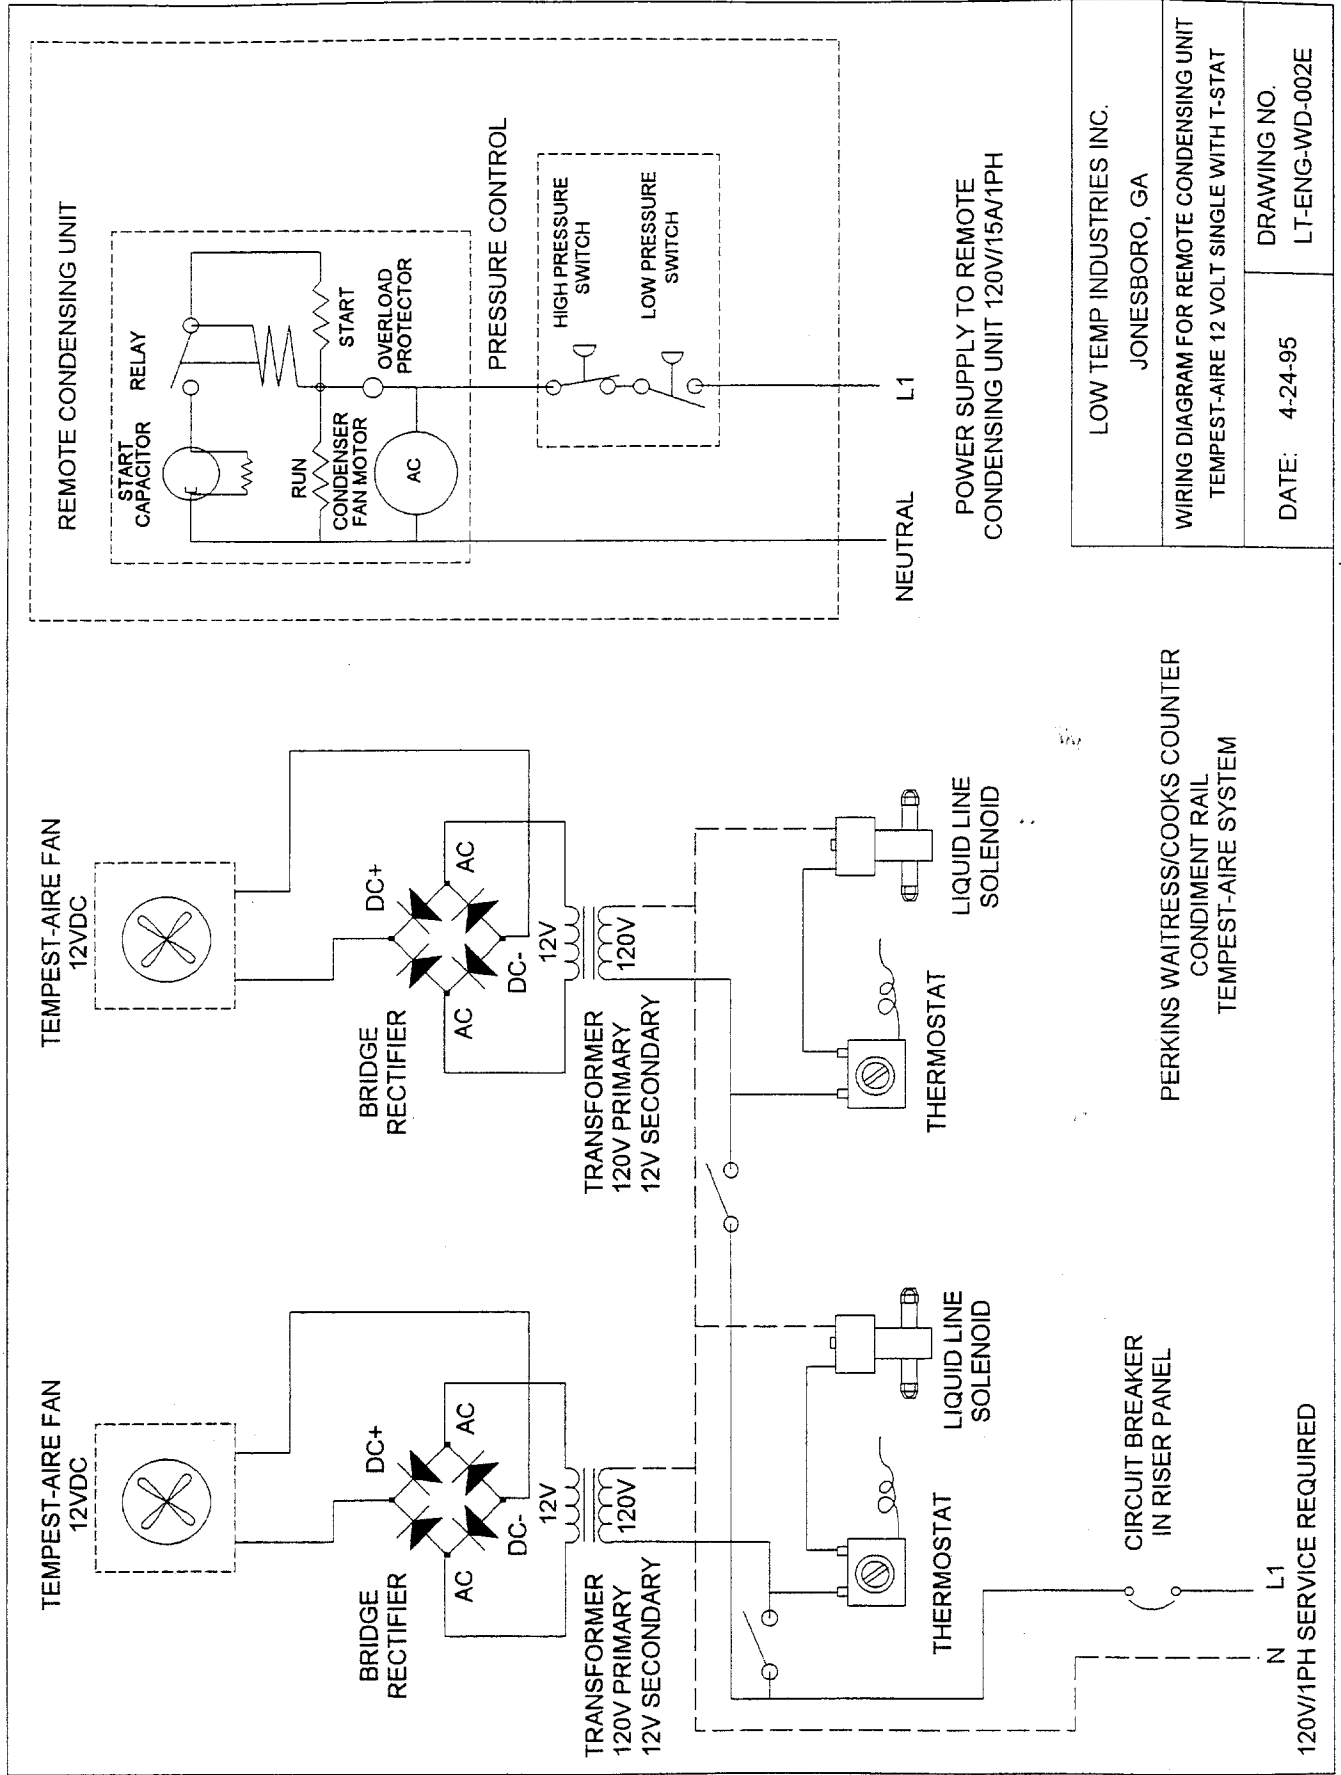 TEMPEST-AIRE FAN
12VDC
BRIDGE
RECTIFIER
DC+
AC
AC
DC-
12V
120V
TRANSFORMER
120V PRIMARY
12V SECONDARY
THERMOSTAT
LIQUID LINE
SOLENOID
CIRCUIT BREAKER
IN RISER PANEL
N
L1
120V/1PH SERVICE REQUIRED
TEMPEST-AIRE FAN
12VDC
BRIDGE
RECTIFIER
DC+
AC
AC
DC-
12V
120V
TRANSFORMER
120V PRIMARY
12V SECONDARY
THERMOSTAT
LIQUID LINE
SOLENOID
PERKINS WAITRESS/COOKS COUNTER
CONDIMENT RAIL
TEMPEST-AIRE SYSTEM
REMOTE CONDENSING UNIT
START
CAPACITOR
RELAY
RUN
START
CONDENSER
FAN MOTOR
OVERLOAD
PROTECTOR
AC
PRESSURE CONTROL
HIGH PRESSURE
SWITCH
LOW PRESSURE
SWITCH
NEUTRAL
L1
POWER SUPPLY TO REMOTE
CONDENSING UNIT 120V/15A/1PH
LOW TEMP INDUSTRIES INC.
JONESBORO, GA
WIRING DIAGRAM FOR REMOTE CONDENSING UNIT
TEMPEST-AIRE 12 VOLT SINGLE WITH T-STAT
DATE: 4-24-95
DRAWING NO.
LT-ENG-WD-002E